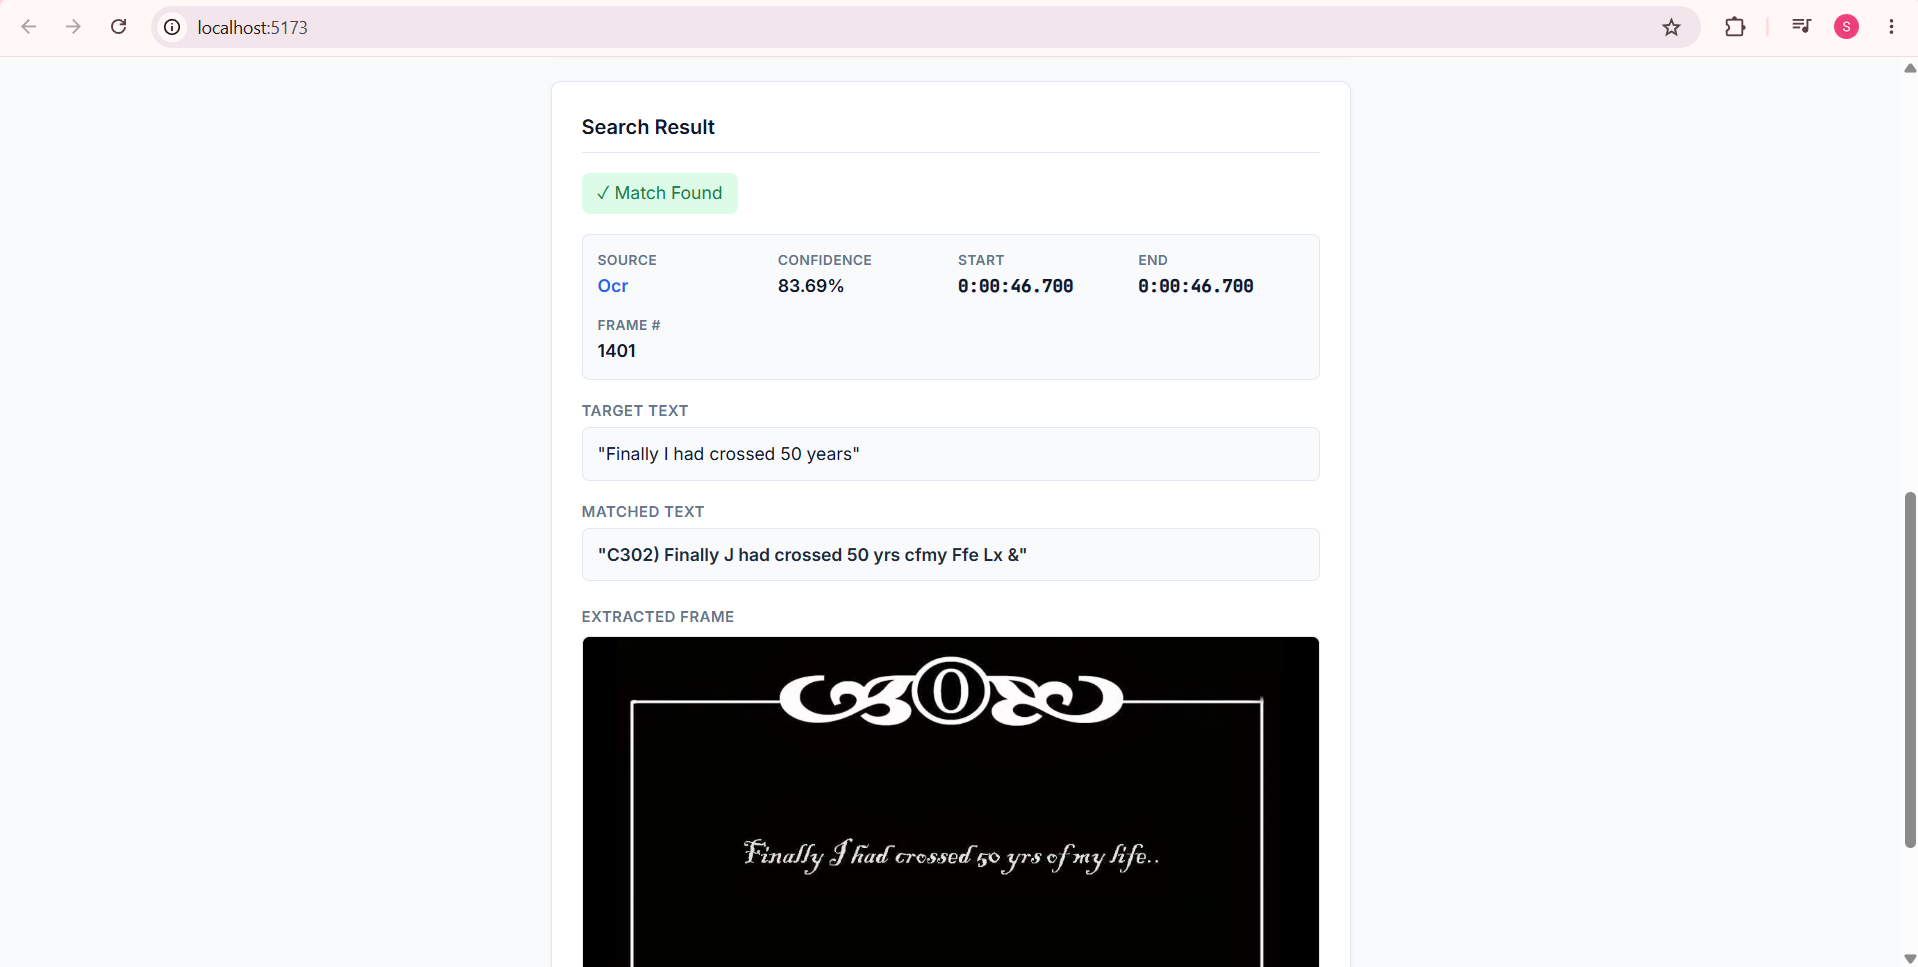 localhost:5173
S
Search Result
✓ Match Found
SOURCE CONFIDENCE START END
Ocr 83.69% 0:00:46.700 0:00:46.700
FRAME #
1401
TARGET TEXT
"Finally I had crossed 50 years"
MATCHED TEXT
"C302) Finally J had crossed 50 yrs cfmy Ffe Lx &"
EXTRACTED FRAME
O
Finally I had crossed 50 yrs of my life..